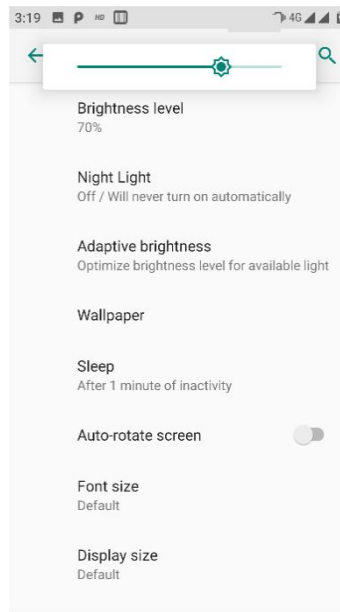 3:19 P HD 4G
Brightness level
70%
Night Light
Off / Will never turn on automatically
Adaptive brightness
Optimize brightness level for available light
Wallpaper
Sleep
After 1 minute of inactivity
Auto-rotate screen
Font size
Default
Display size
Default